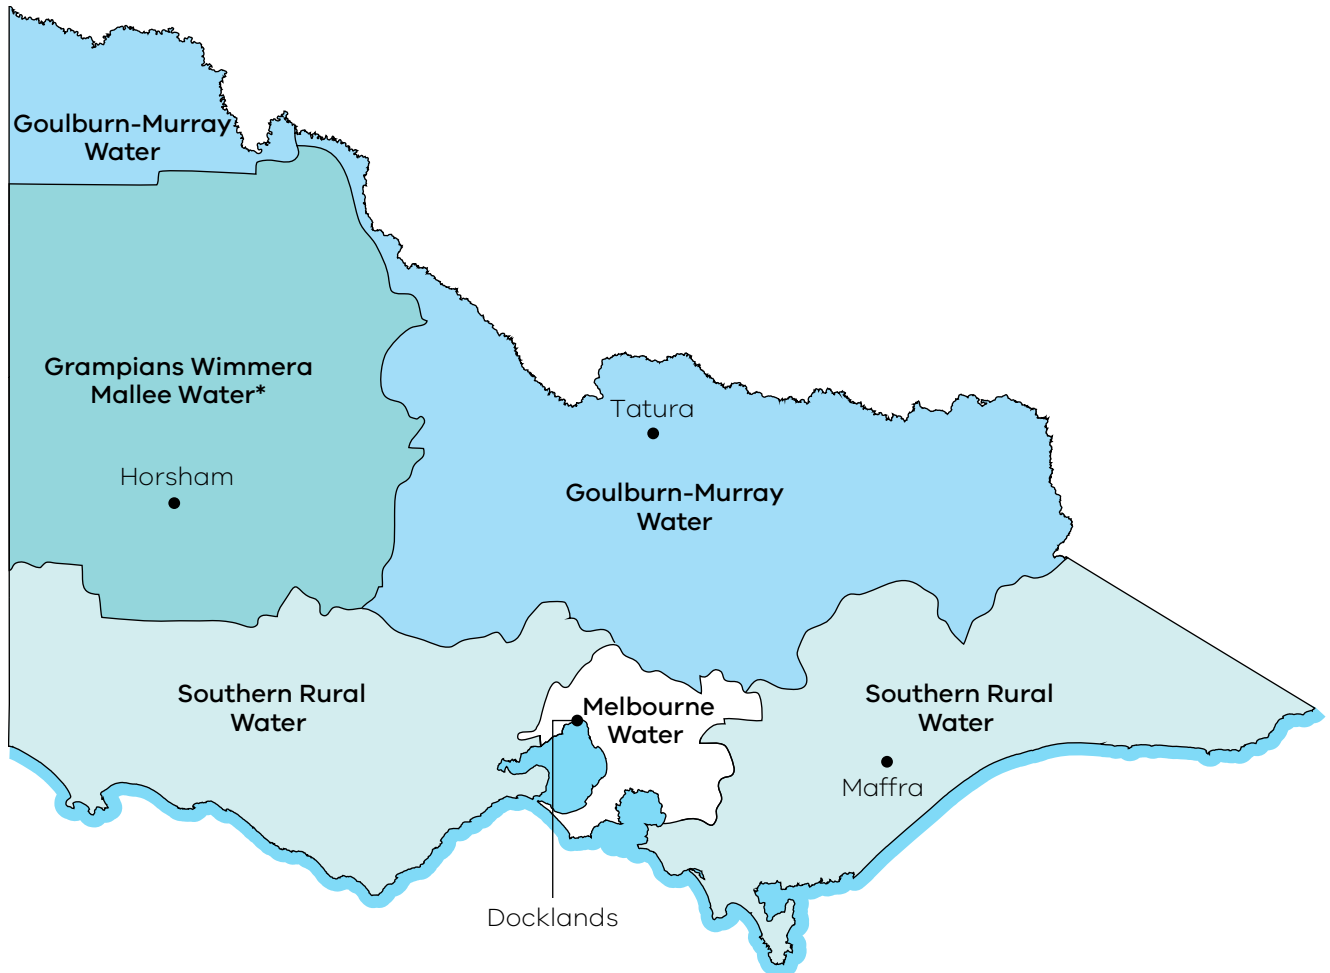 Goulburn-Murray
Water
Grampians Wimmera
Mallee Water*
Horsham
Tatura
Goulburn-Murray
Water
Southern Rural
Water
Melbourne
Water
Southern Rural
Water
Maffra
Docklands